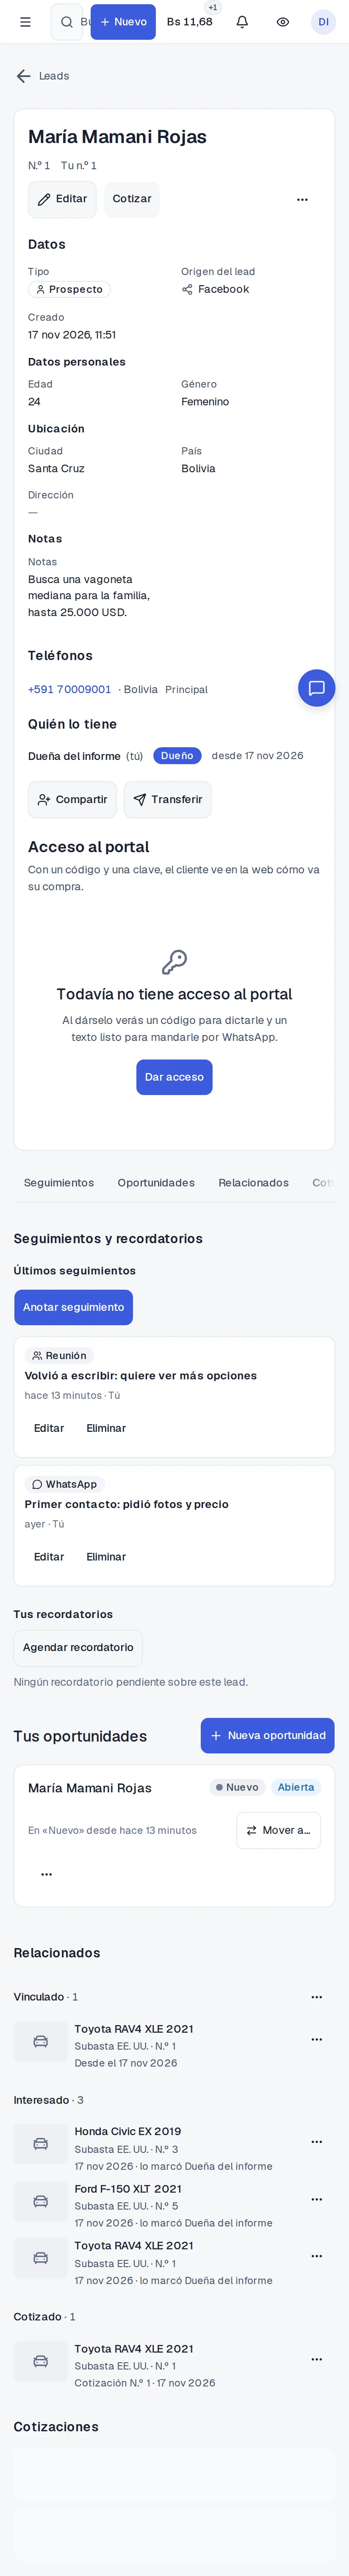 Nuevo
Bs 11,68
+1
DI
Leads
María Mamani Rojas
N.º 1 Tu n.º 1
Editar
Cotizar
Datos
Tipo
Prospecto
Origen del lead
Facebook
Creado
17 nov 2026, 11:51
Datos personales
Edad
24
Género
Femenino
Ubicación
Ciudad
Santa Cruz
País
Bolivia
Dirección
—
Notas
Notas
Busca una vagoneta
mediana para la familia,
hasta 25.000 USD.
Teléfonos
+591 70009001 · Bolivia Principal
Quién lo tiene
Dueña del informe (tú) Dueño desde 17 nov 2026
Compartir
Transferir
Acceso al portal
Con un código y una clave, el cliente ve en la web cómo va
su compra.
Todavía no tiene acceso al portal
Al dárselo verás un código para dictarle y un
texto listo para mandarle por WhatsApp.
Dar acceso
Seguimientos Oportunidades Relacionados
Seguimientos y recordatorios
Últimos seguimientos
Anotar seguimiento
Reunión
Volvió a escribir: quiere ver más opciones
hace 13 minutos · Tú
Editar Eliminar
WhatsApp
Primer contacto: pidió fotos y precio
ayer · Tú
Editar Eliminar
Tus recordatorios
Agendar recordatorio
Ningún recordatorio pendiente sobre este lead.
Tus oportunidades
Nueva oportunidad
María Mamani Rojas
Nuevo
Abierta
En «Nuevo» desde hace 13 minutos
Mover a...
Relacionados
Vinculado · 1
Toyota RAV4 XLE 2021
Subasta EE. UU. · N.º 1
Desde el 17 nov 2026
Interesado · 3
Honda Civic EX 2019
Subasta EE. UU. · N.º 3
17 nov 2026 · lo marcó Dueña del informe
Ford F-150 XLT 2021
Subasta EE. UU. · N.º 5
17 nov 2026 · lo marcó Dueña del informe
Toyota RAV4 XLE 2021
Subasta EE. UU. · N.º 1
17 nov 2026 · lo marcó Dueña del informe
Cotizado · 1
Toyota RAV4 XLE 2021
Subasta EE. UU. · N.º 1
Cotización N.º 1 · 17 nov 2026
Cotizaciones